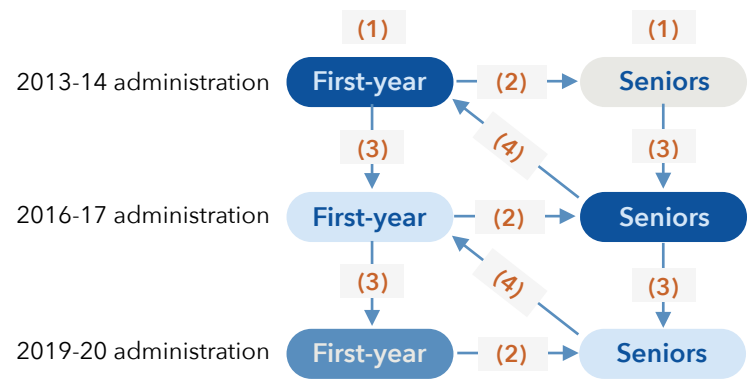 (1) (1)
2013-14 administration First-year (2) Seniors
(3) (4) (3)
2016-17 administration First-year (2) Seniors
(3) (4) (3)
2019-20 administration First-year (2) Seniors